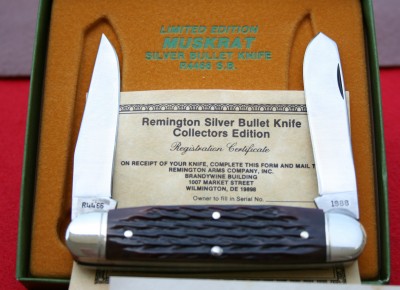 LIMITED EDITION
MUSKRAT
SILVER BULLET KNIFE
R4466 S.B.
Remington Silver Bullet Knife
Collectors Edition
Registration Certificate
ON RECEIPT OF YOUR KNIFE, COMPLETE THIS FORM AND MAIL T
REMINGTON ARMS COMPANY, INC.
BRANDYWINE BUILDING
1007 MARKET STREET
WILMINGTON, DE 19898
Owner to fill in Serial No.
R4466
1988